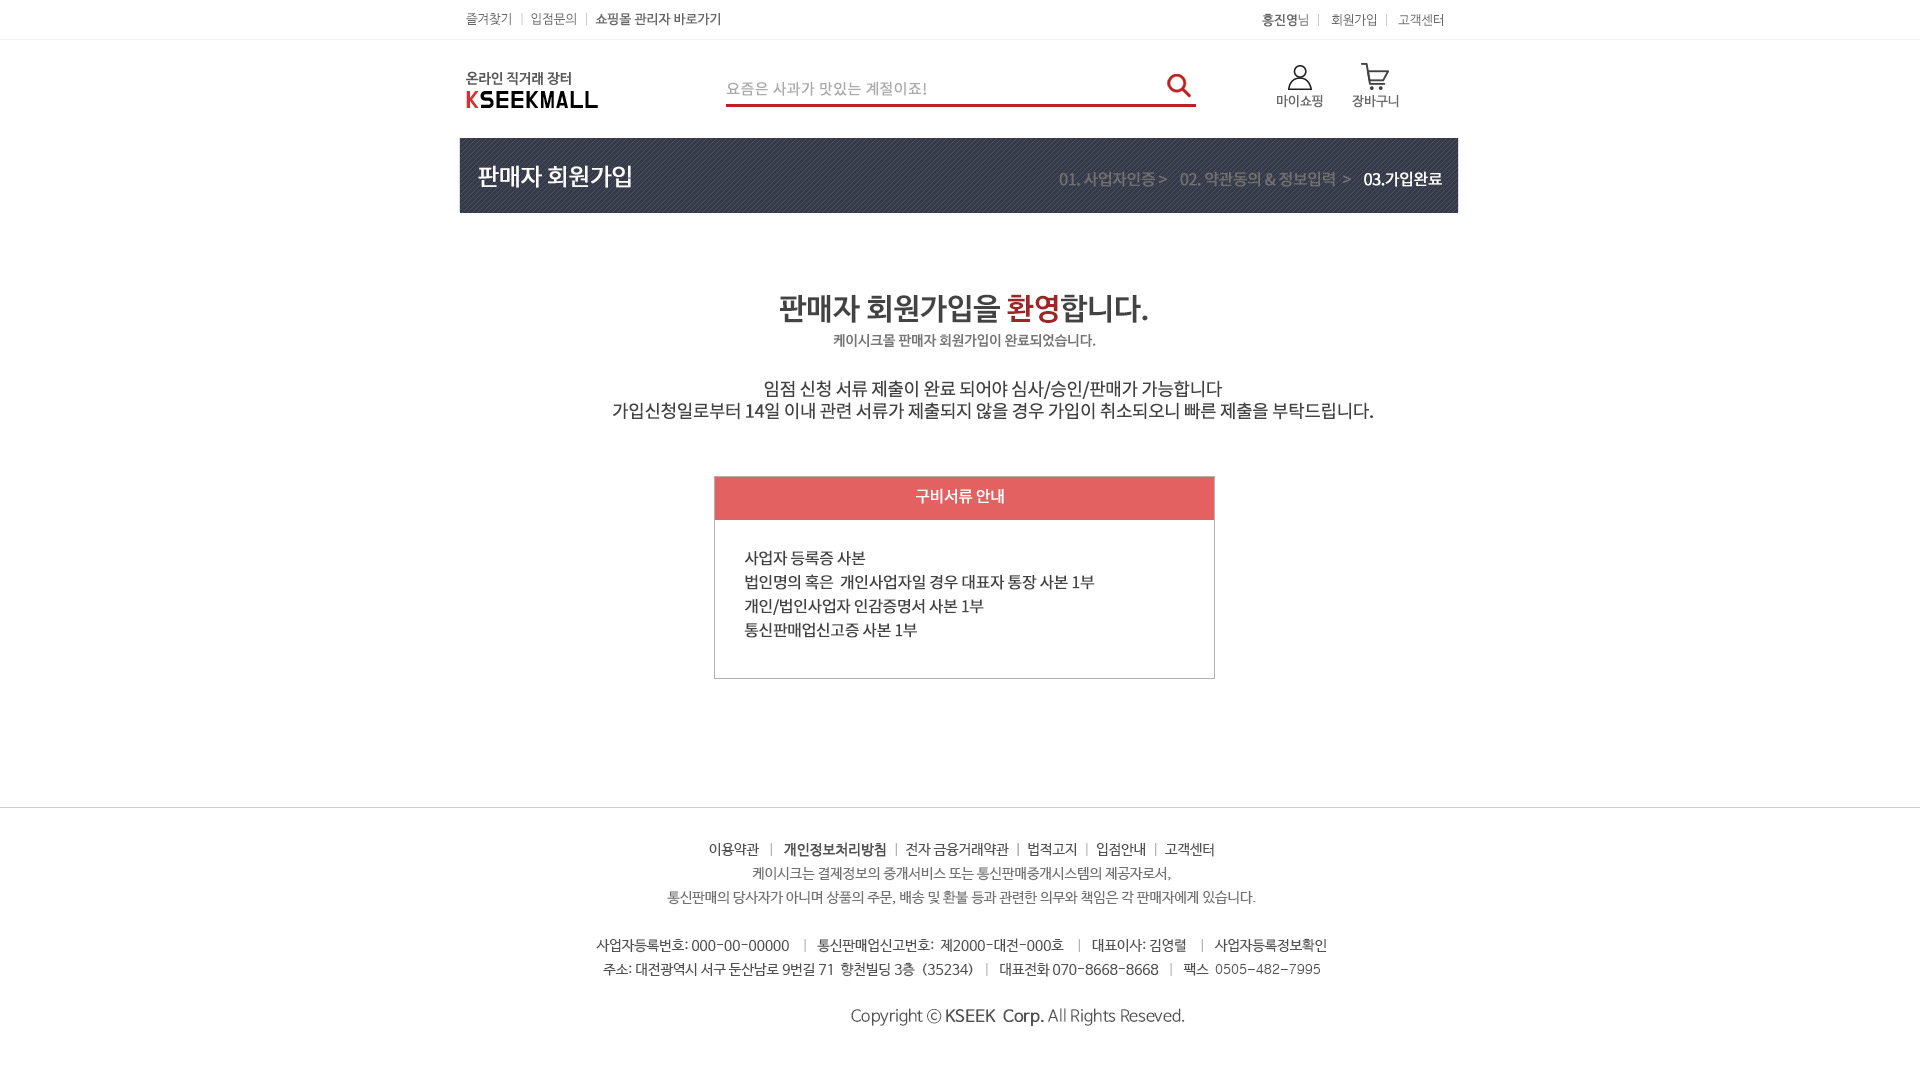 즐겨찾기 | 입점문의 | 쇼핑몰 관리자 바로가기
홍진영님 | 회원가입 | 고객센터
온라인 직거래 장터
KSEEKMALL
요즘은 사과가 맛있는 계절이죠!
마이쇼핑
장바구니
판매자 회원가입
01. 사업자인증 > 02. 약관동의 & 정보입력 > 03.가입완료
판매자 회원가입을 환영합니다.
케이시크몰 판매자 회원가입이 완료되었습니다.
임점 신청 서류 제출이 완료 되어야 심사/승인/판매가 가능합니다
가입신청일로부터 14일 이내 관련 서류가 제출되지 않을 경우 가입이 취소되오니 빠른 제출을 부탁드립니다.
구비서류 안내
사업자 등록증 사본
법인명의 혹은 개인사업자일 경우 대표자 통장 사본 1부
개인/법인사업자 인감증명서 사본 1부
통신판매업신고증 사본 1부
이용약관 | 개인정보처리방침 | 전자 금융거래약관 | 법적고지 | 입점안내 | 고객센터
케이시크는 결제정보의 중개서비스 또는 통신판매중개시스템의 제공자로서,
통신판매의 당사자가 아니며 상품의 주문, 배송 및 환불 등과 관련한 의무와 책임은 각 판매자에게 있습니다.
사업자등록번호: 000-00-00000 | 통신판매업신고번호: 제2000-대전-000호 | 대표이사: 김영렬 | 사업자등록정보확인
주소: 대전광역시 서구 둔산남로 9번길 71 향천빌딩 3층 (35234) | 대표전화 070-8668-8668 | 팩스 0505-482-7995
Copyright ⓒ KSEEK Corp. All Rights Reseved.